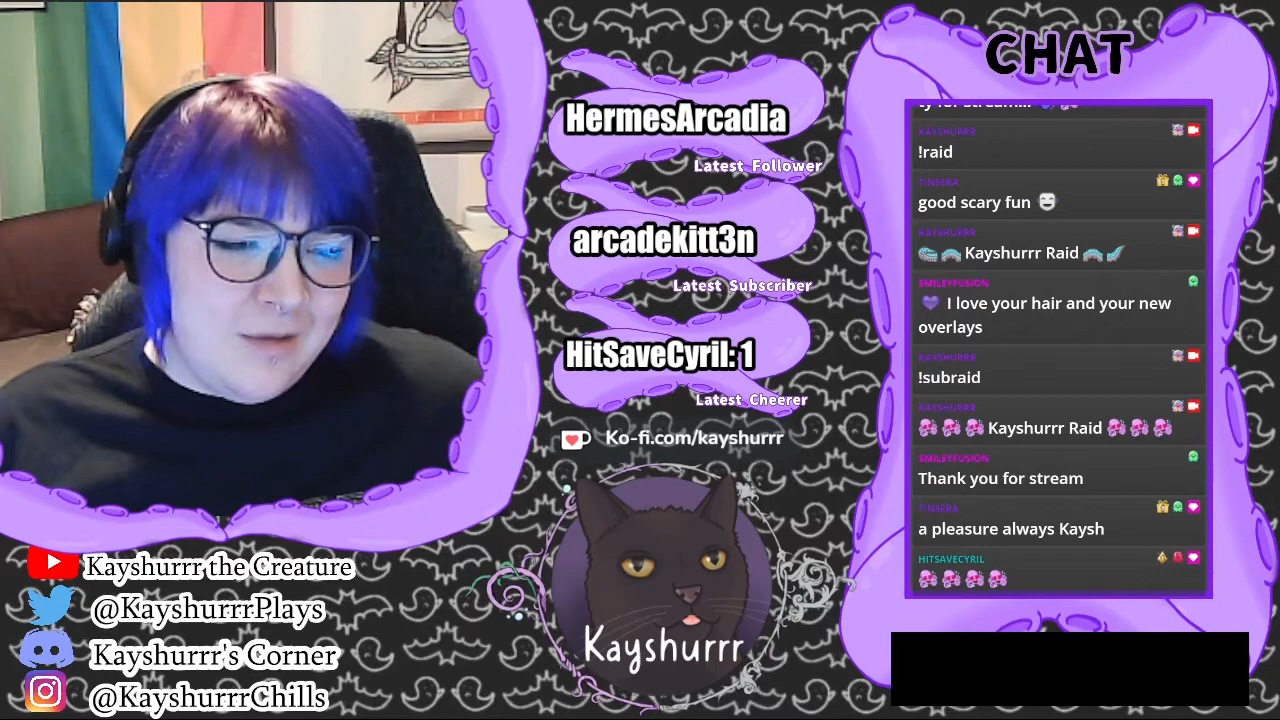 HermesArcadia
Latest Follower
arcadekitt3n
Latest Subscriber
HitSaveCyril: 1
Latest Cheerer
Ko-fi.com/kayshurrr
Kayshurrr
Kayshurrr the Creature
@KayshurrrPlays
Kayshurrr's Corner
@KayshurrrChills
CHAT
KAYSHURRR
!raid
TINSERA
good scary fun
KAYSHURRR
Kayshurrr Raid
SMILEYFUSION
I love your hair and your new
overlays
KAYSHURRR
!subraid
KAYSHURRR
Kayshurrr Raid
SMILEYFUSION
Thank you for stream
TINSERA
a pleasure always Kaysh
HITSAVECYRIL